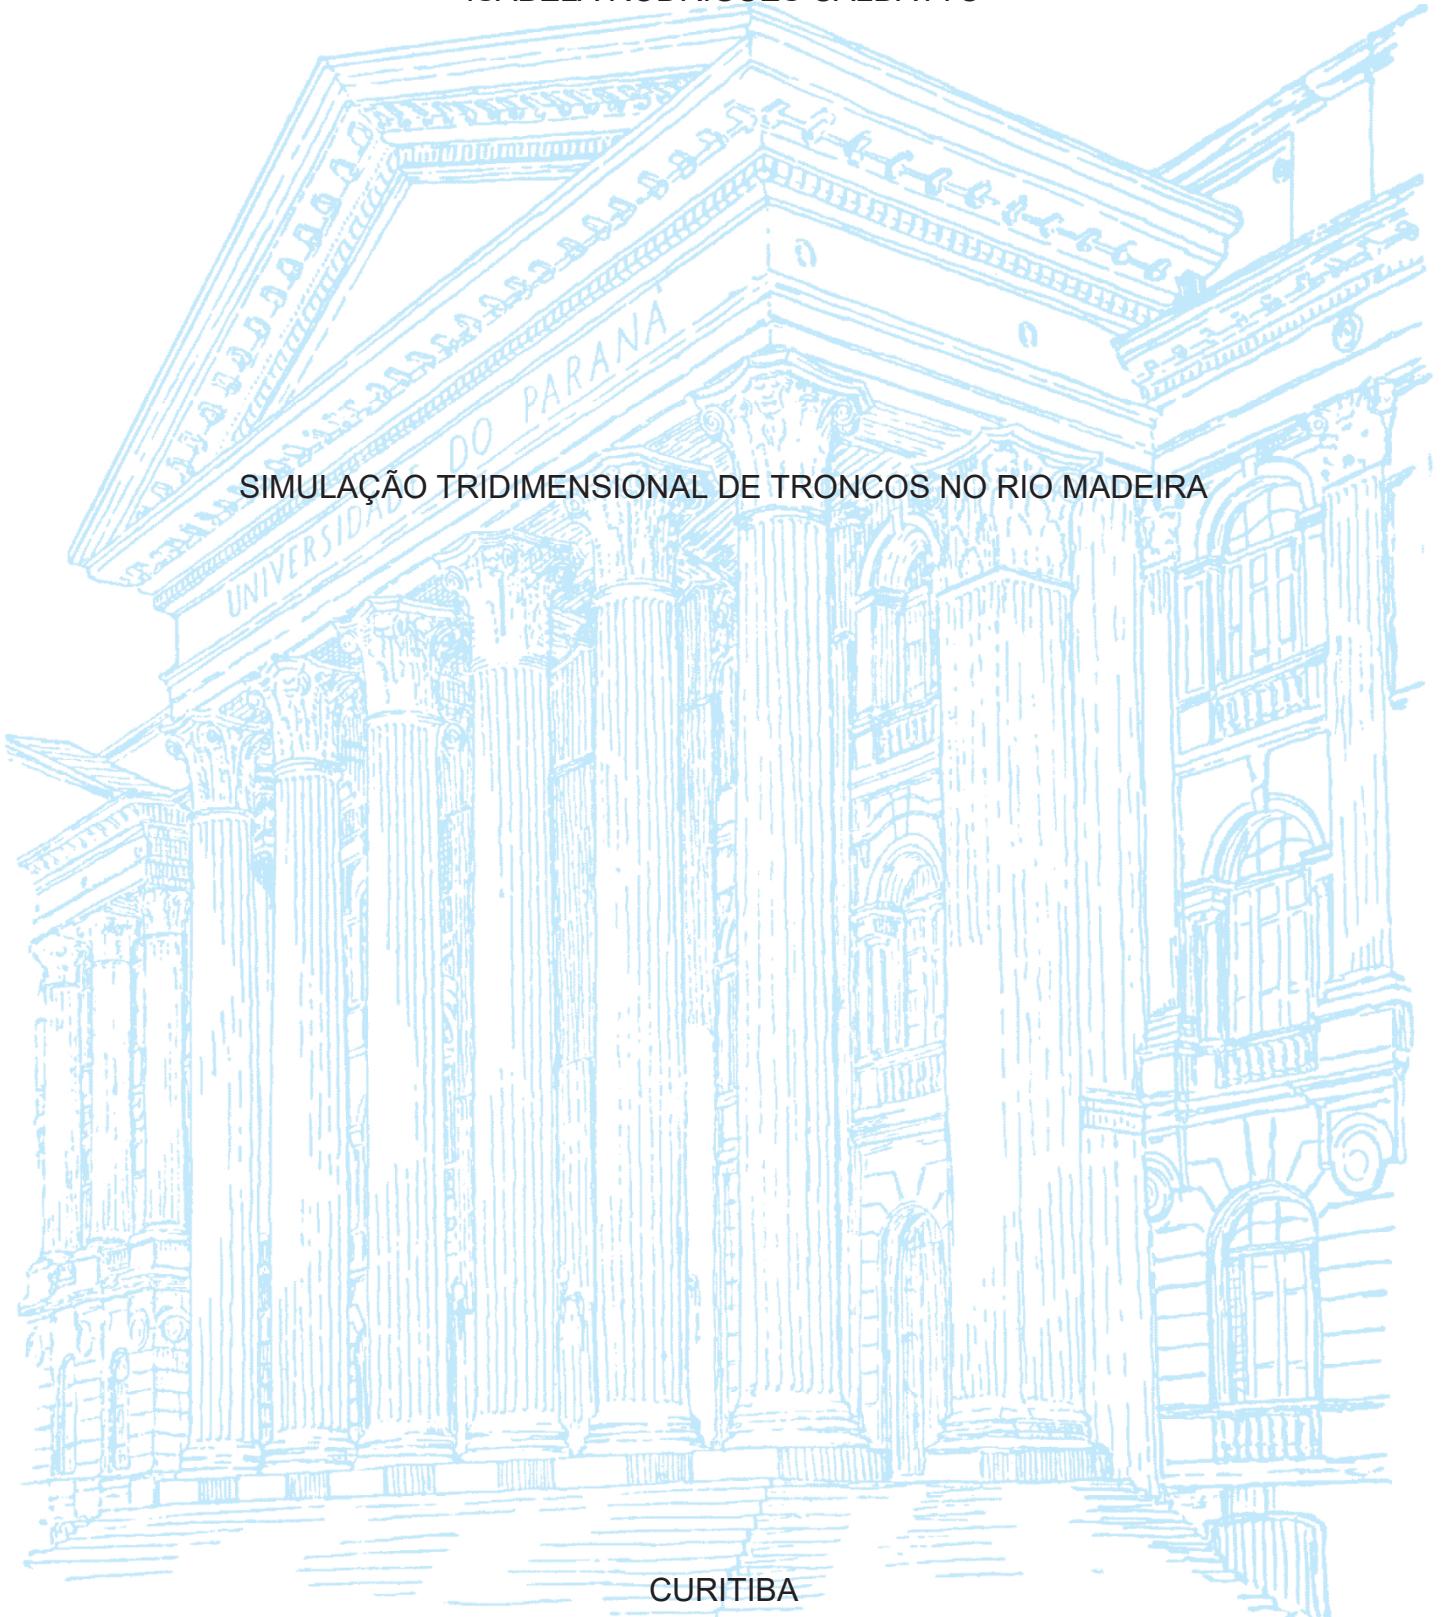 SIMULAÇÃO TRIDIMENSIONAL DE TRONCOS NO RIO MADEIRA
UNIVERSIDADE DO PARANÁ
CURITIBA